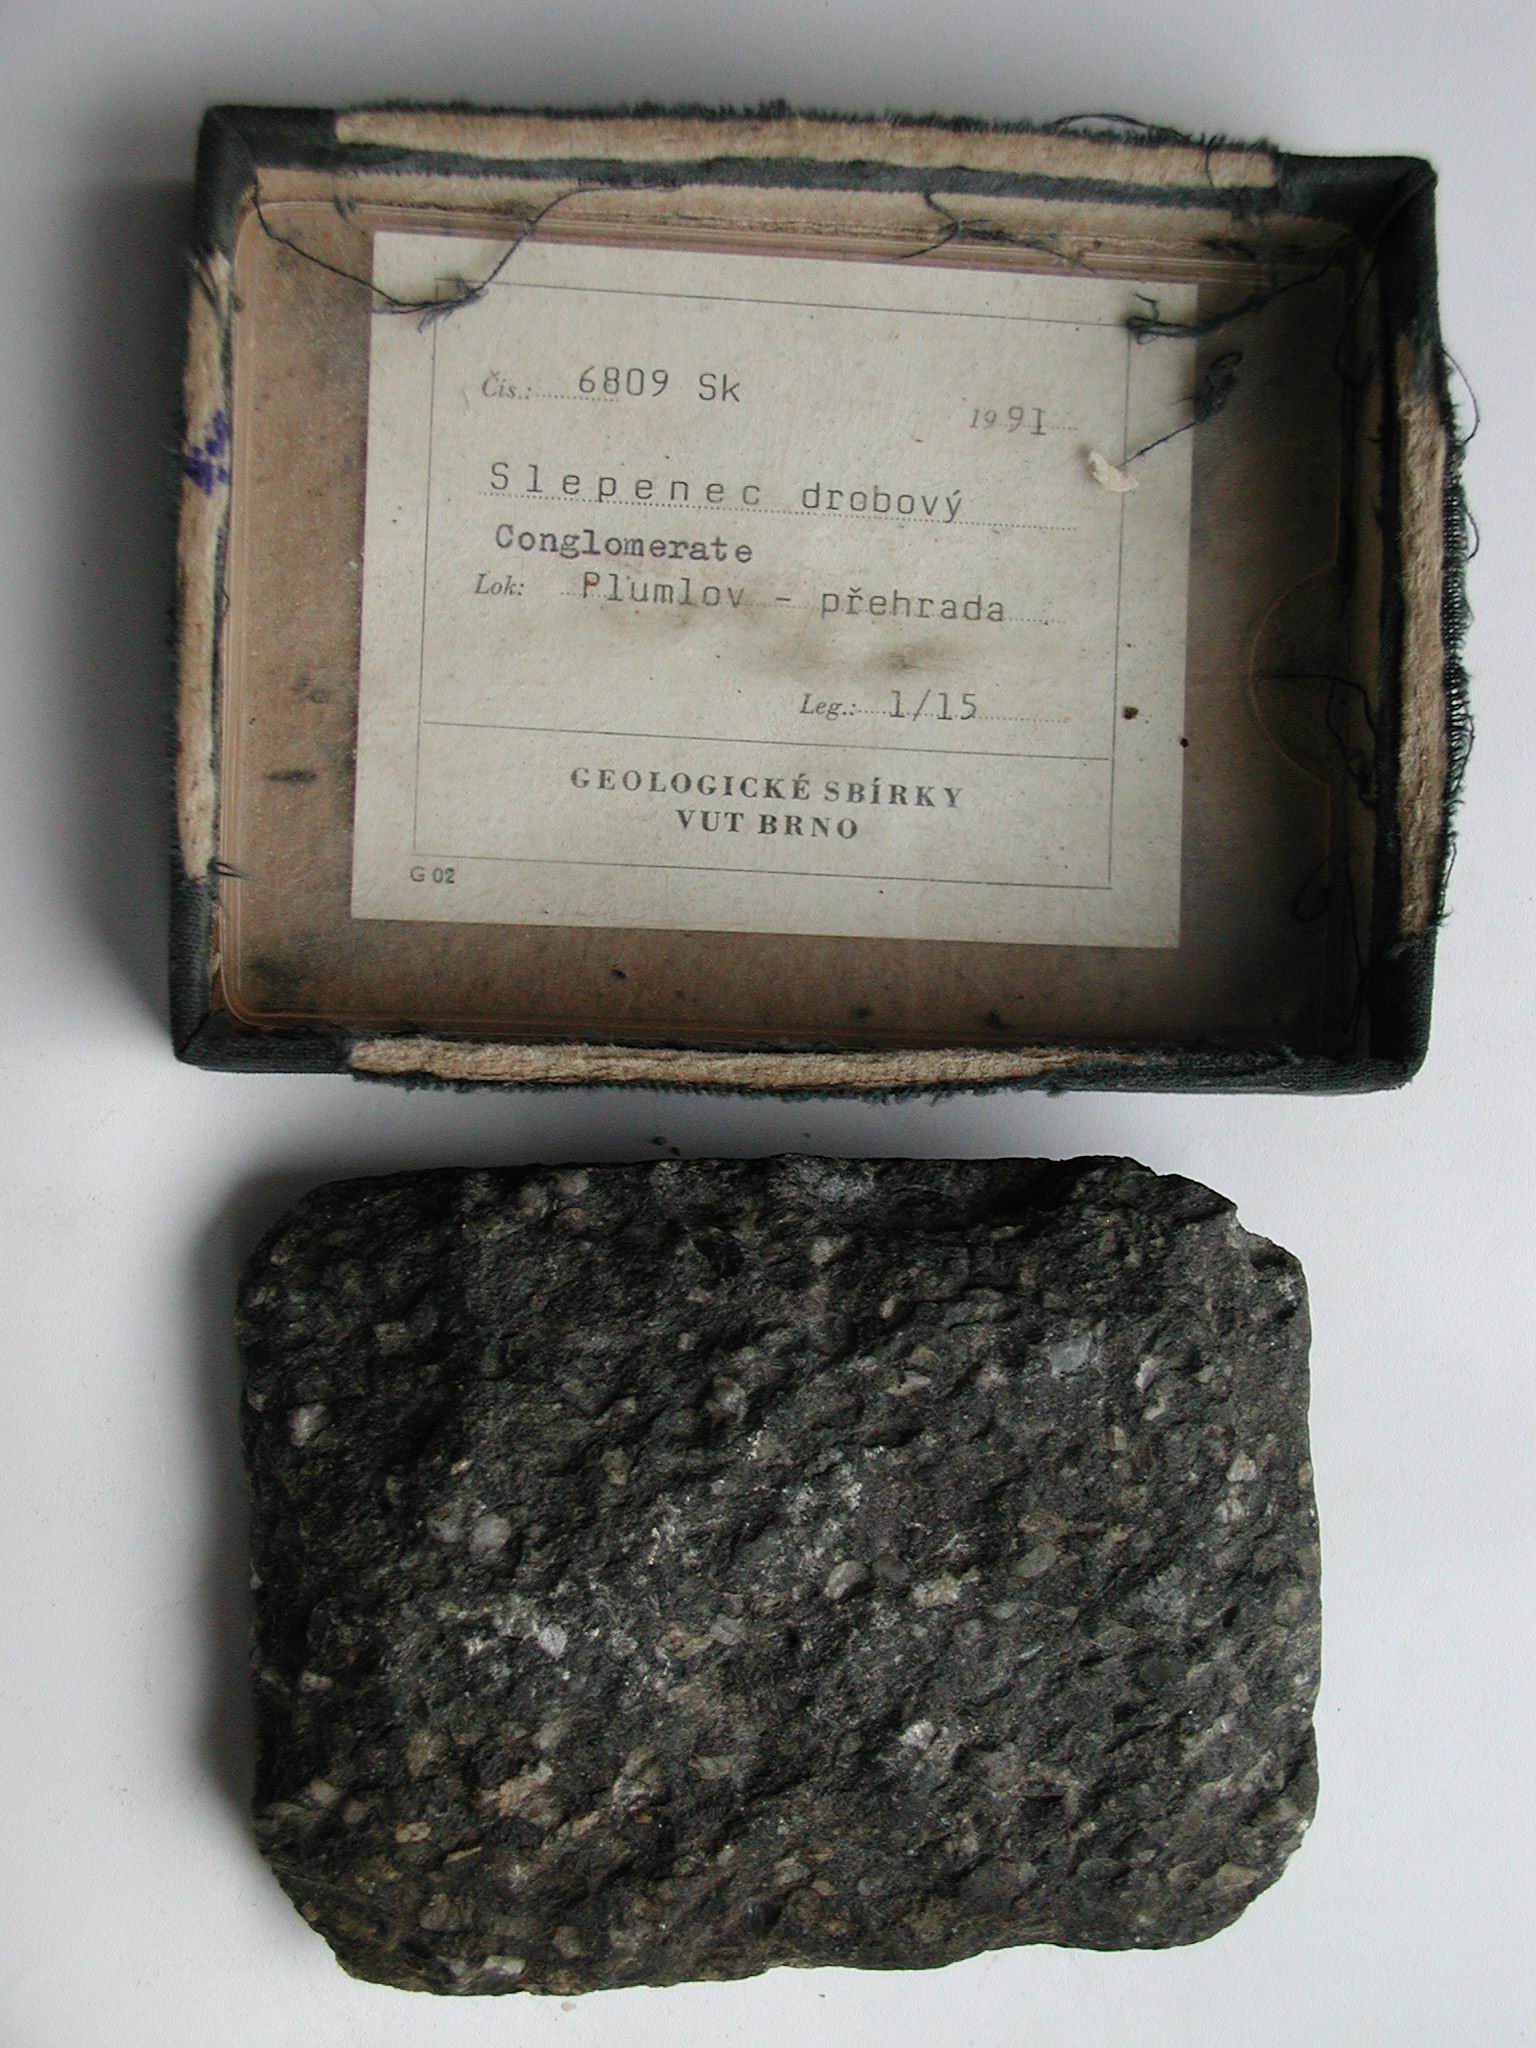 Čís.: 6809 Sk
1991
Slepenec drobový
Conglomerate
Lok: Plumlov - přehrada
Leg.: 1/15
GEOLOGICKÉ SBÍRKY
VUT BRNO
G 02